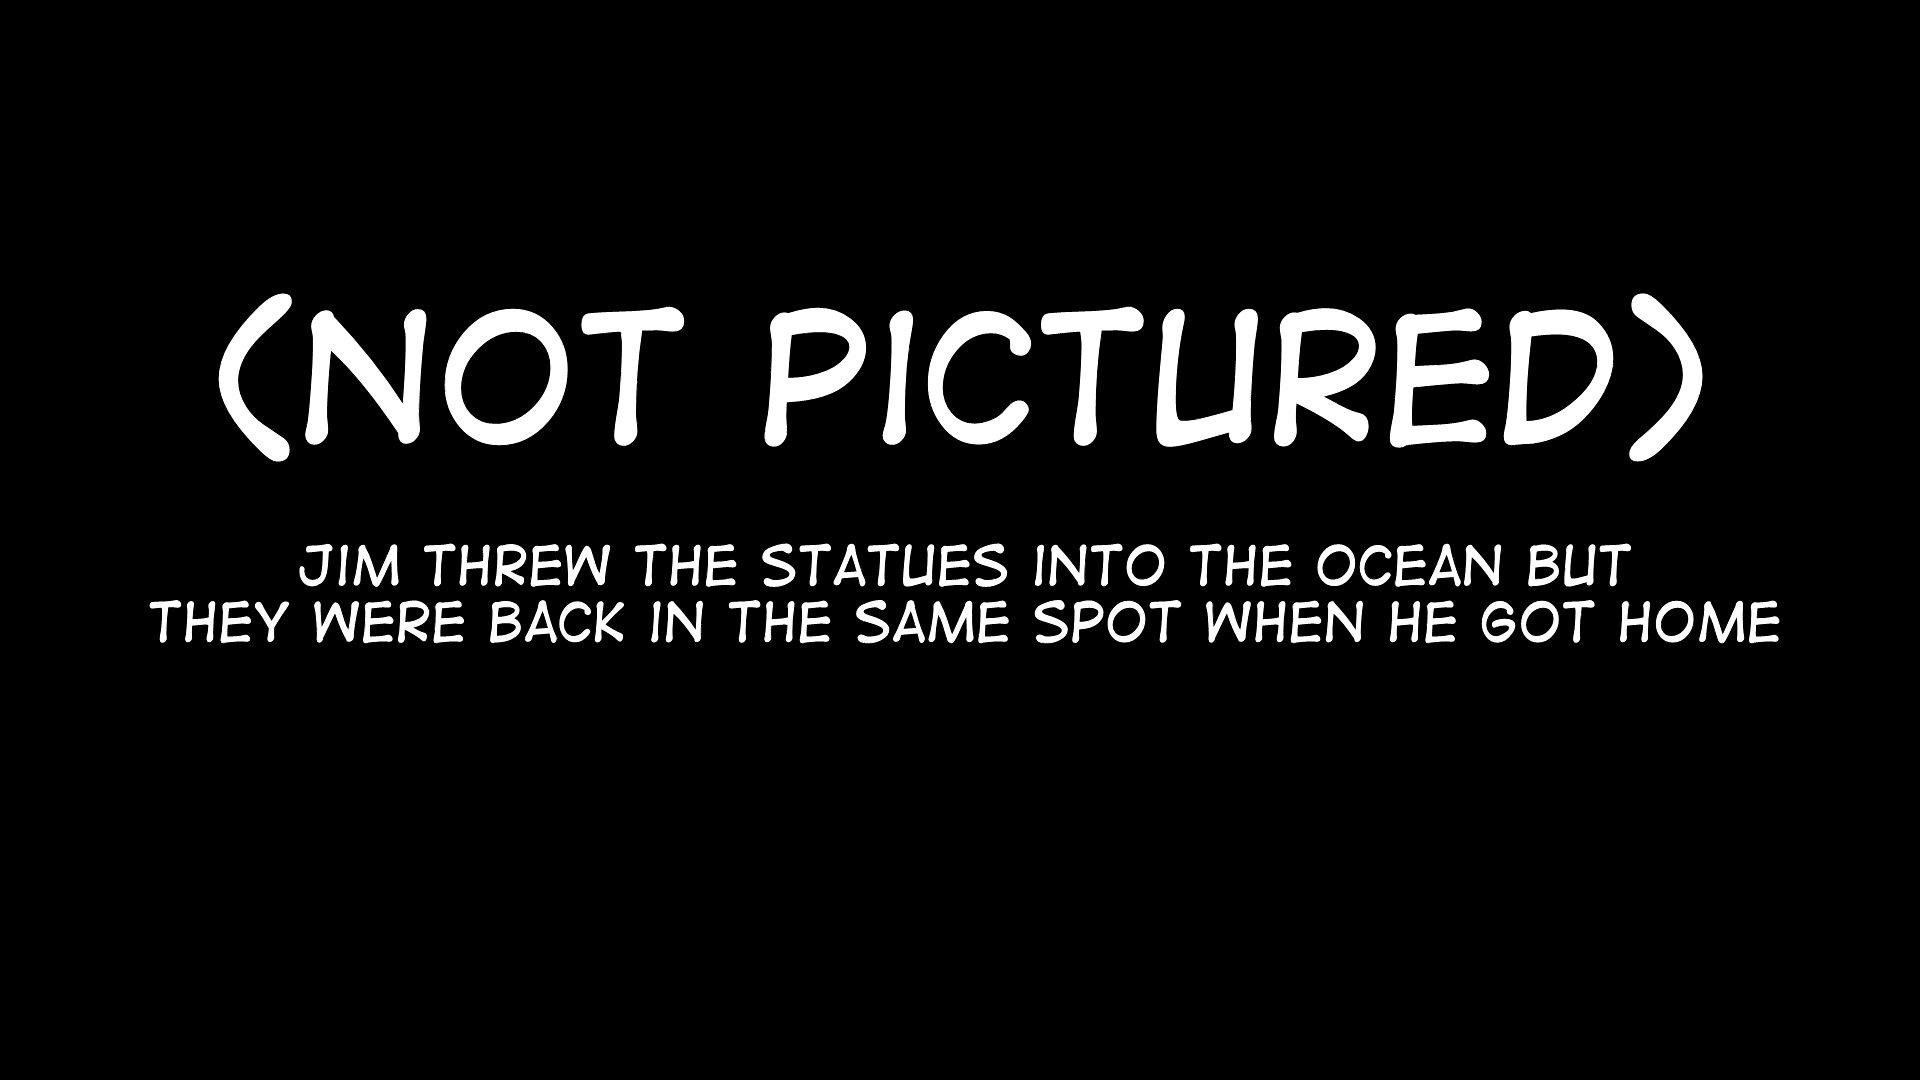 (NOT PICTURED)
JIM THREW THE STATUES INTO THE OCEAN BUT
THEY WERE BACK IN THE SAME SPOT WHEN HE GOT HOME